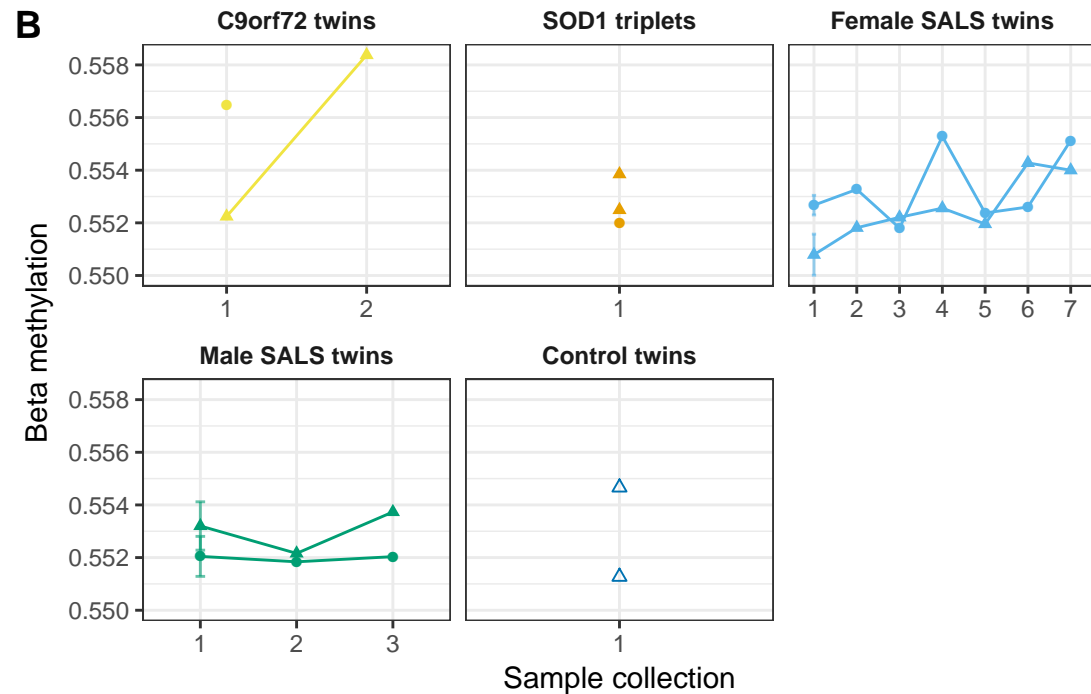 B
C9orf72 twins
SOD1 triplets
Female SALS twins
0.558
0.556
0.554
0.552
0.550
1 2
1
1 2 3 4 5 6 7
Beta methylation
Male SALS twins
Control twins
0.558
0.556
0.554
0.552
0.550
1 2 3
1
Sample collection